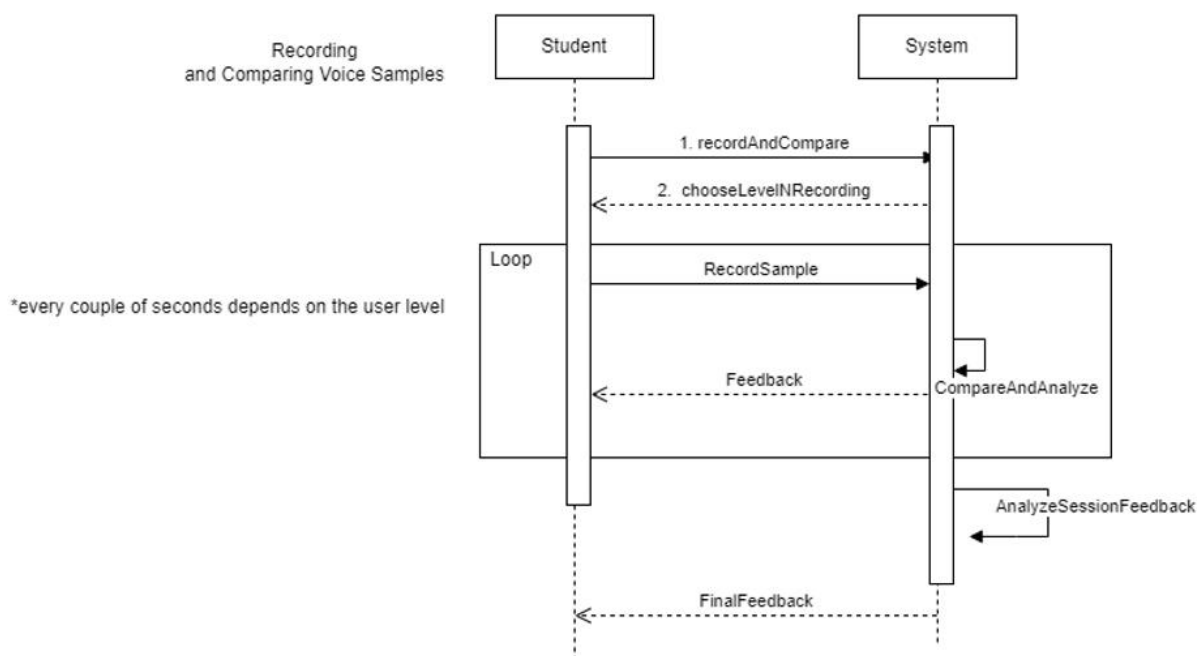 Recording
and Comparing Voice Samples
Student
System
1. recordAndCompare
2. chooseLevelNRecording
Loop
RecordSample
*every couple of seconds depends on the user level
Feedback
CompareAndAnalyze
AnalyzeSessionFeedback
FinalFeedback